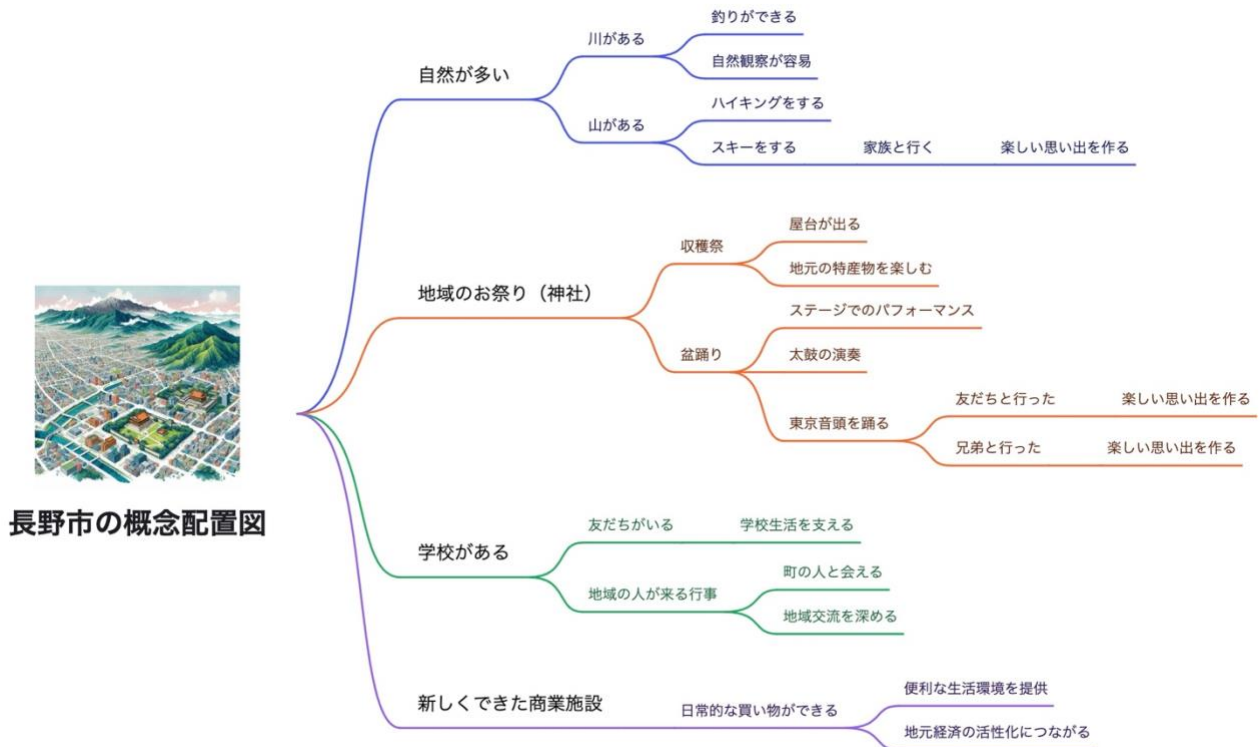 長野市の概念配置図
自然が多い
川がある
釣りができる
自然観察が容易
山がある
ハイキングをする
スキーをする
家族と行く
楽しい思い出を作る
地域のお祭り（神社）
収穫祭
屋台が出る
地元の特産物を楽しむ
盆踊り
ステージでのパフォーマンス
太鼓の演奏
東京音頭を踊る
友だちと行った
楽しい思い出を作る
兄弟と行った
楽しい思い出を作る
学校がある
友だちがいる
学校生活を支える
地域の人が来る行事
町の人と会える
地域交流を深める
新しくできた商業施設
日常的な買い物ができる
便利な生活環境を提供
地元経済の活性化につながる